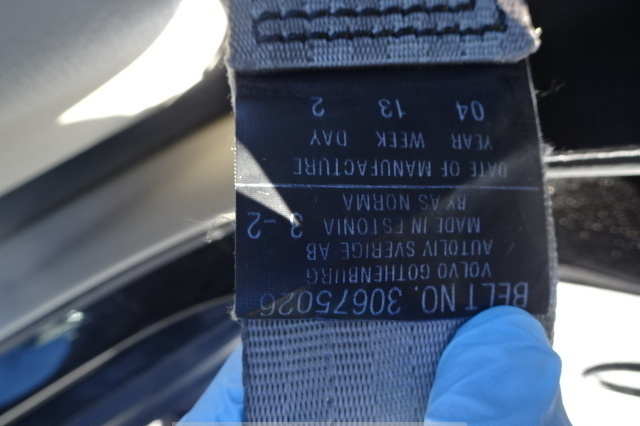 BELT NO. 30675026
VOLVO GOTHENBURG
AUTOLIV SVERIGE AB
MADE IN ESTONIA 3-2
BY AS NORMA
DATE OF MANUFACTURE
YEAR WEEK DAY
04 13 2